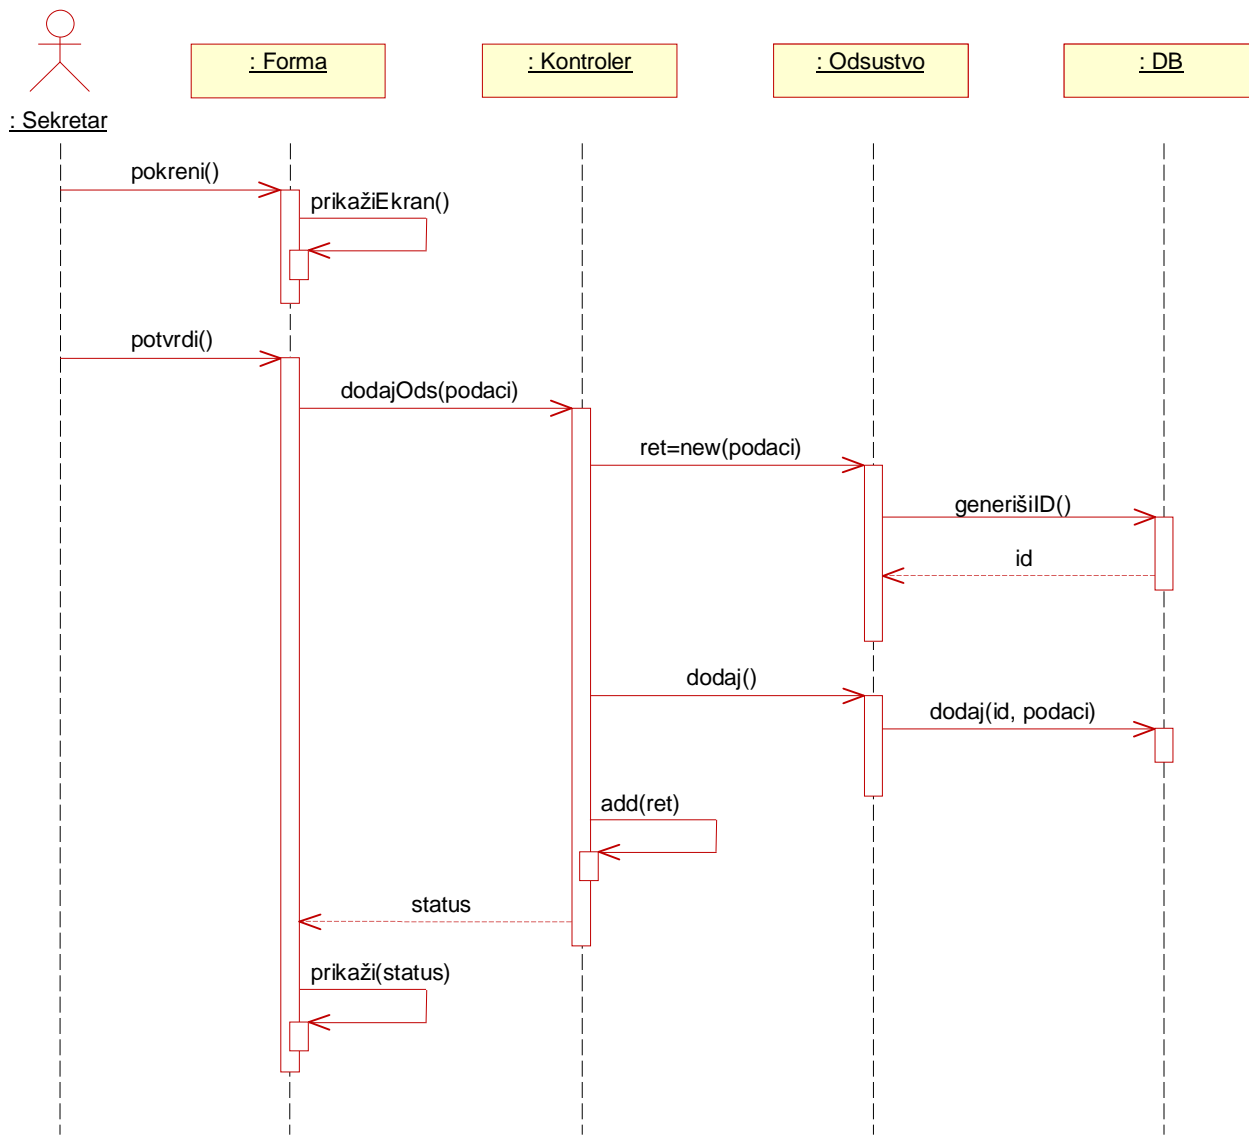 : Forma
: Kontroler
: Odsustvo
: DB
: Sekretar
pokreni()
prikažiEkran()
potvrdi()
dodajOds(podaci)
ret=new(podaci)
generišiID()
id
dodaj()
dodaj(id, podaci)
add(ret)
status
prikaži(status)